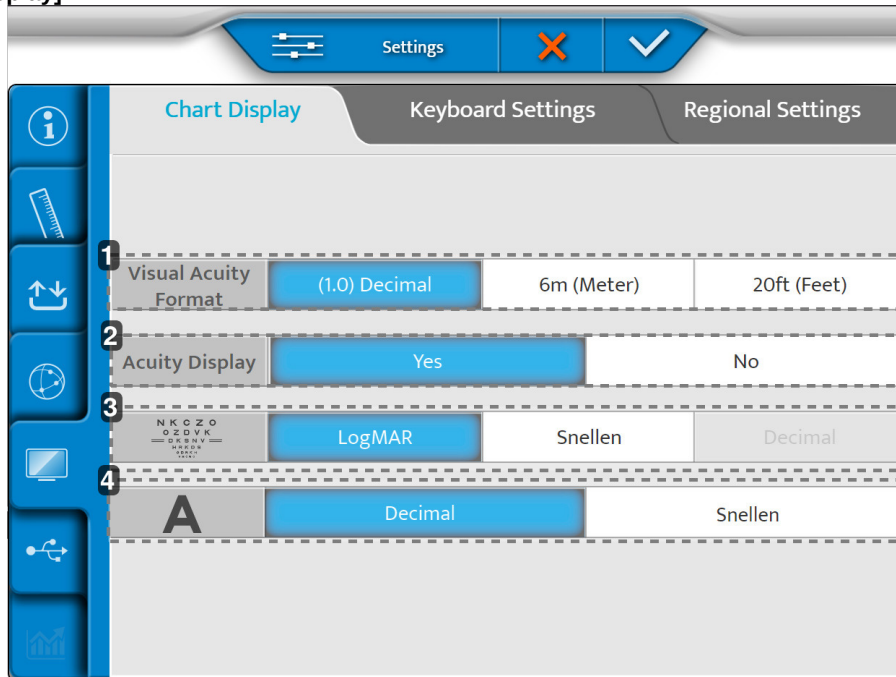 play]
Settings
Chart Display
Keyboard Settings
Regional Settings
1
Visual Acuity
Format
(1.0) Decimal
6m (Meter)
20ft (Feet)
2
Acuity Display
Yes
No
3
N K C Z O
O Z D V K
D K S N V
LogMAR
Snellen
Decimal
4
A
Decimal
Snellen